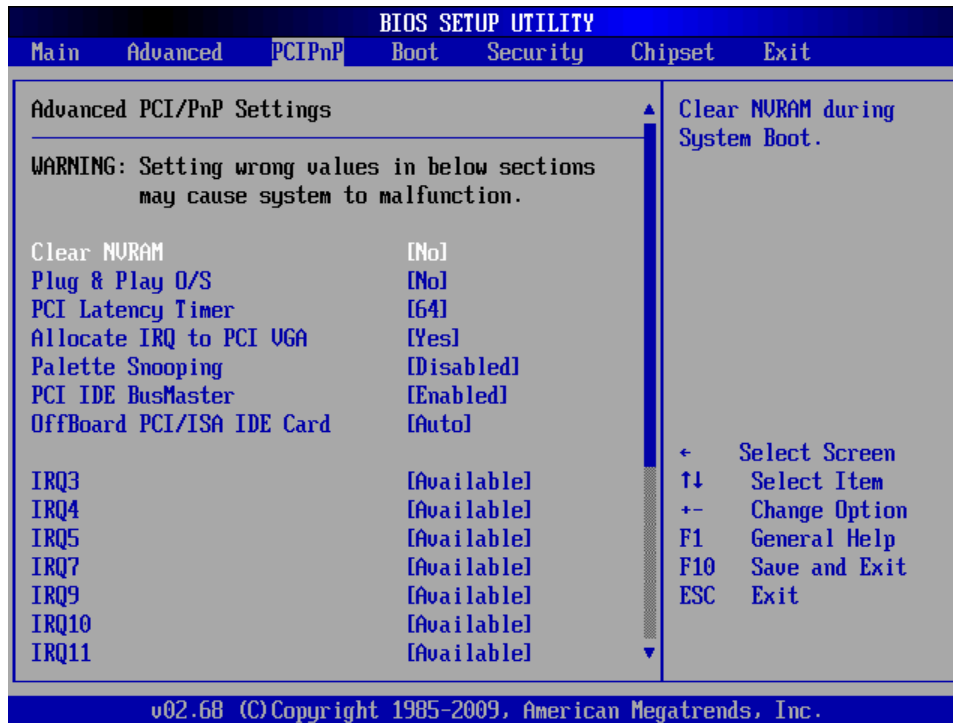 BIOS SETUP UTILITY
Main Advanced PCIPnP Boot Security Chipset Exit
Advanced PCI/PnP Settings
WARNING: Setting wrong values in below sections
may cause system to malfunction.
Clear NVRAM [No]
Plug & Play O/S [No]
PCI Latency Timer [64]
Allocate IRQ to PCI VGA [Yes]
Palette Snooping [Disabled]
PCI IDE BusMaster [Enabled]
OffBoard PCI/ISA IDE Card [Auto]
IRQ3 [Available]
IRQ4 [Available]
IRQ5 [Available]
IRQ7 [Available]
IRQ9 [Available]
IRQ10 [Available]
IRQ11 [Available]
Clear NVRAM during
System Boot.
← Select Screen
↑↓ Select Item
+- Change Option
F1 General Help
F10 Save and Exit
ESC Exit
v02.68 (C)Copyright 1985-2009, American Megatrends, Inc.